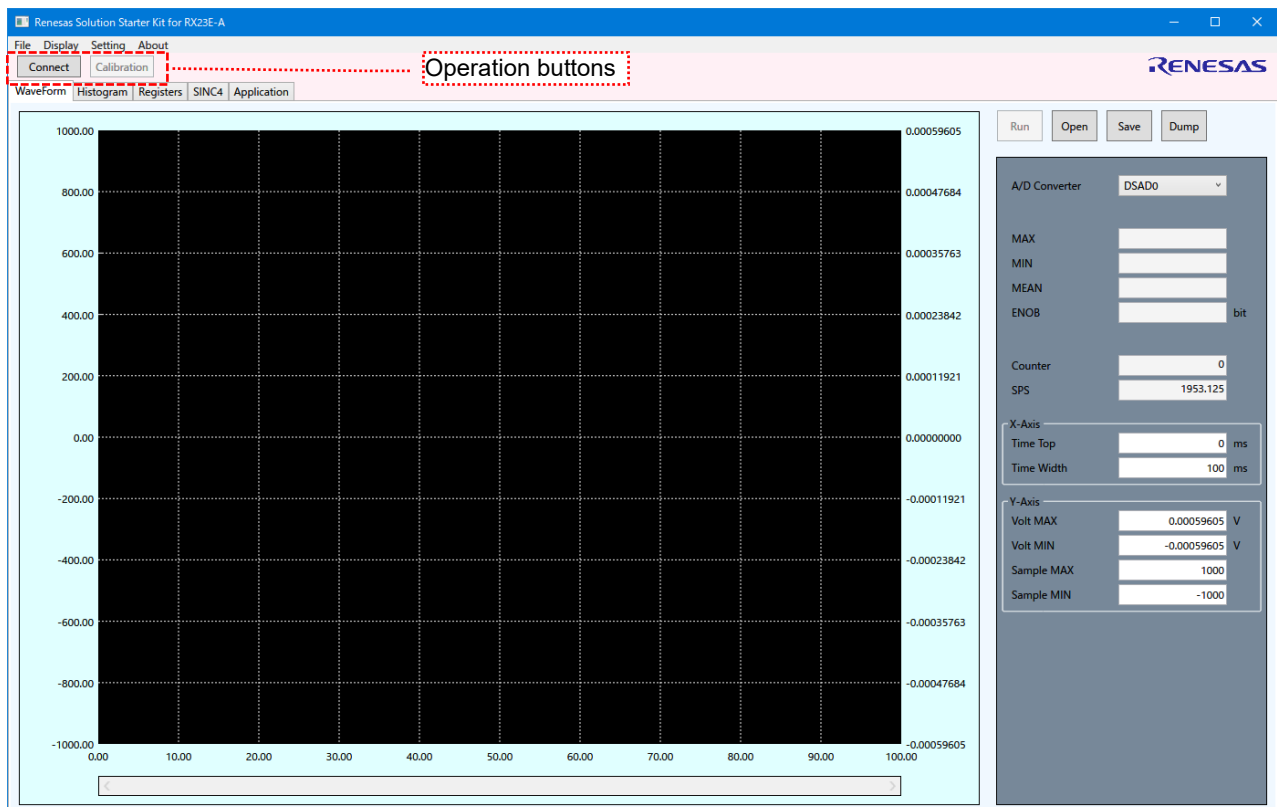 Renesas Solution Starter Kit for RX23E-A
File Display Setting About
Connect Calibration Operation buttons RENESAS
WaveForm Histogram Registers SINC4 Application
Run Open Save Dump
1000.00 0.00059605
A/D Converter DSAD0
800.00 0.00047684
MAX
600.00 0.00035763
MIN
MEAN
ENOB bit
400.00 0.00023842
Counter 0
200.00 0.00011921
SPS 1953.125
X-Axis
0.00 0.00000000
Time Top 0 ms
Time Width 100 ms
-200.00 -0.00011921
Y-Axis
Volt MAX 0.00059605 V
Volt MIN -0.00059605 V
-400.00 -0.00023842
Sample MAX 1000
Sample MIN -1000
-600.00 -0.00035763
-800.00 -0.00047684
-1000.00 -0.00059605
0.00 10.00 20.00 30.00 40.00 50.00 60.00 70.00 80.00 90.00 100.00